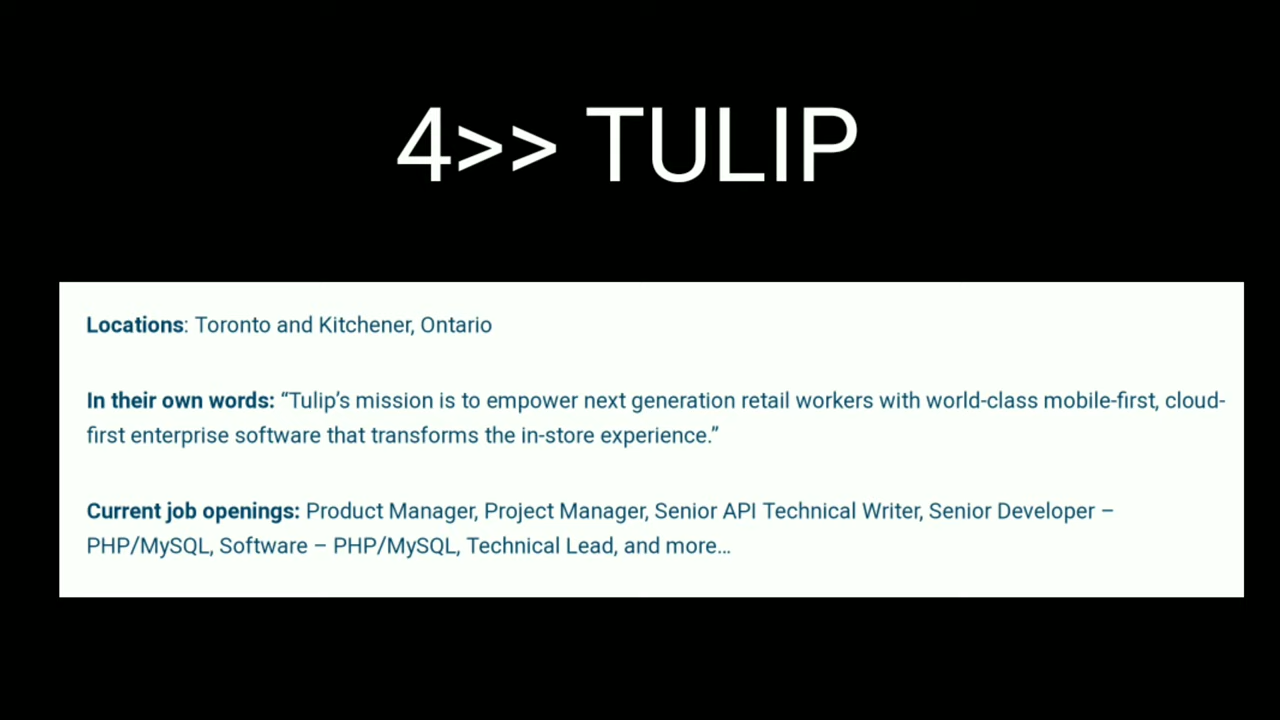 4>> TULIP
Locations: Toronto and Kitchener, Ontario
In their own words: “Tulip’s mission is to empower next generation retail workers with world-class mobile-first, cloud-
first enterprise software that transforms the in-store experience.”
Current job openings: Product Manager, Project Manager, Senior API Technical Writer, Senior Developer –
PHP/MySQL, Software – PHP/MySQL, Technical Lead, and more…